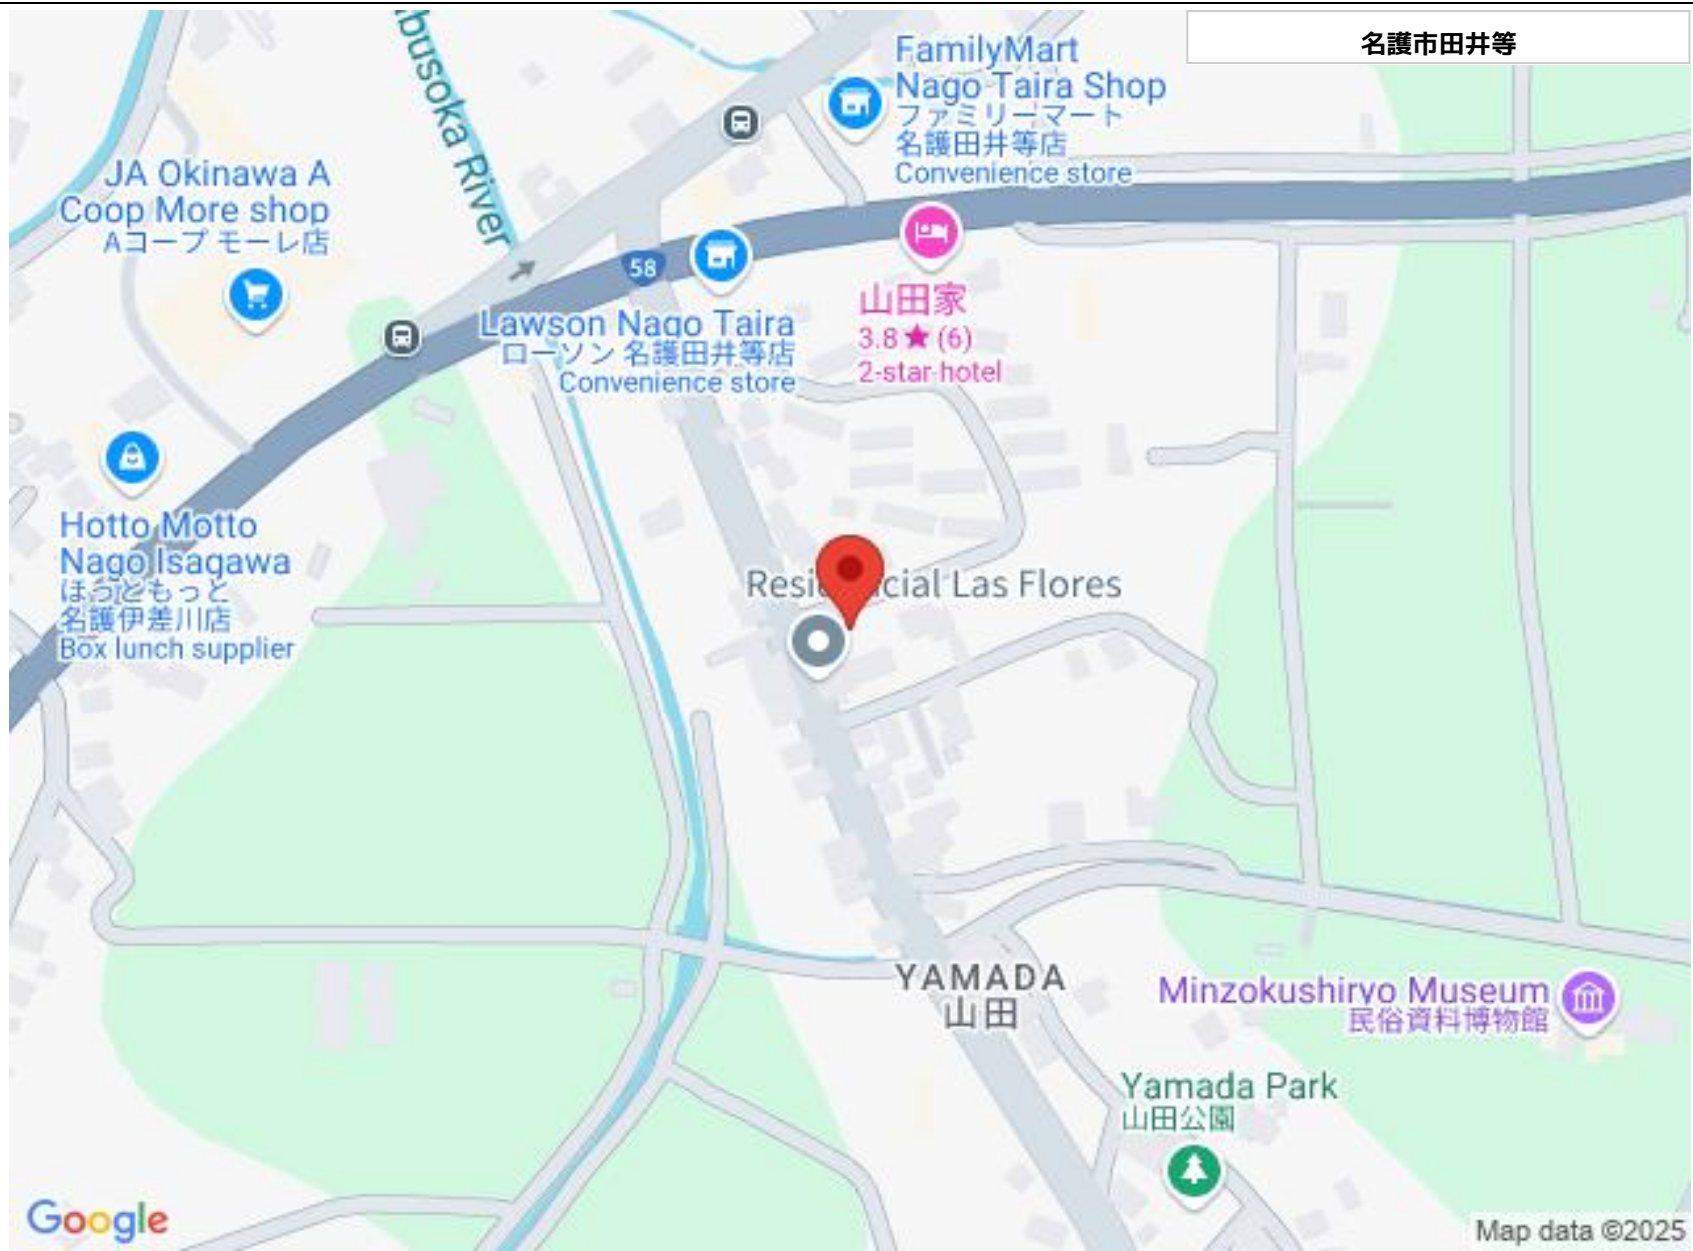 名護市田井等
FamilyMart
Nago Taira Shop
ファミリーマート
名護田井等店
Convenience store
busoka River
JA Okinawa A
Coop More shop
Aコープ モーレ店
58
Lawson Nago Taira
ローソン 名護田井等店
Convenience store
山田家
3.8★(6)
2-star hotel
Hotto Motto
Nago Isagawa
ほっともっと
名護伊差川店
Box lunch supplier
Las Flores
YAMADA
山田
Minzokushiryo Museum
民俗資料博物館
Yamada Park
山田公園
Google
Map data ©2025